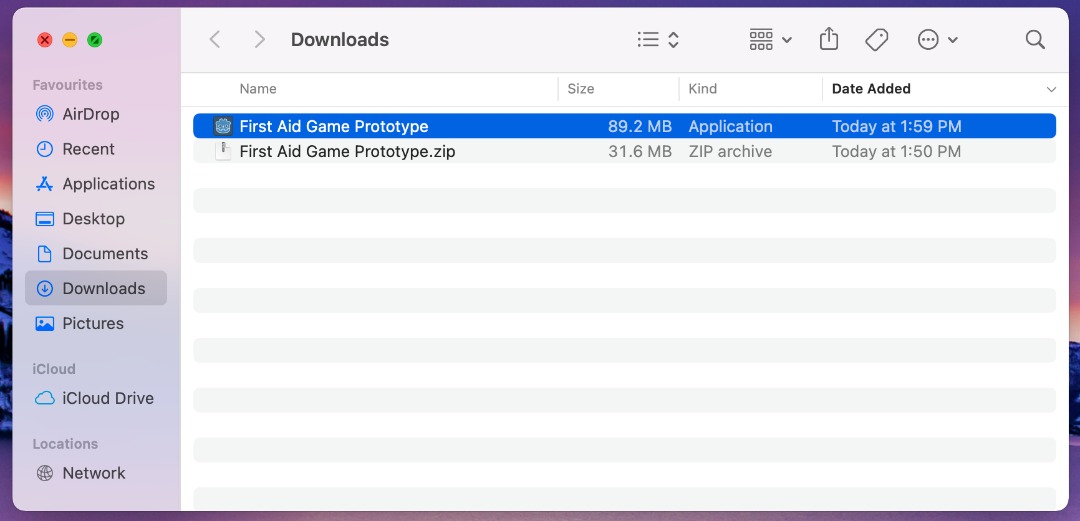 Downloads
Favourites
AirDrop
Recent
Applications
Desktop
Documents
Downloads
Pictures
iCloud
iCloud Drive
Locations
Network
Name Size Kind Date Added
First Aid Game Prototype 89.2 MB Application Today at 1:59 PM
First Aid Game Prototype.zip 31.6 MB ZIP archive Today at 1:50 PM